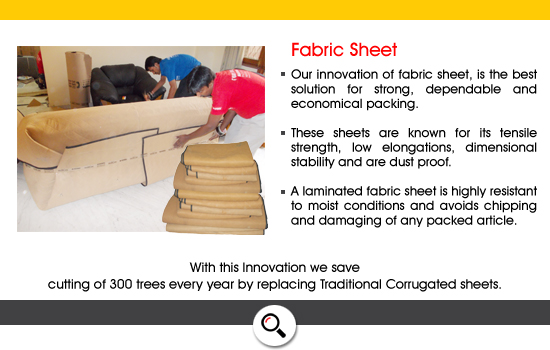 Fabric Sheet
Our innovation of fabric sheet, is the best
solution for strong, dependable and
economical packing.
These sheets are known for its tensile
strength, low elongations, dimensional
stability and are dust proof.
A laminated fabric sheet is highly resistant
to moist conditions and avoids chipping
and damaging of any packed article.
With this Innovation we save
cutting of 300 trees every year by replacing Traditional Corrugated sheets.